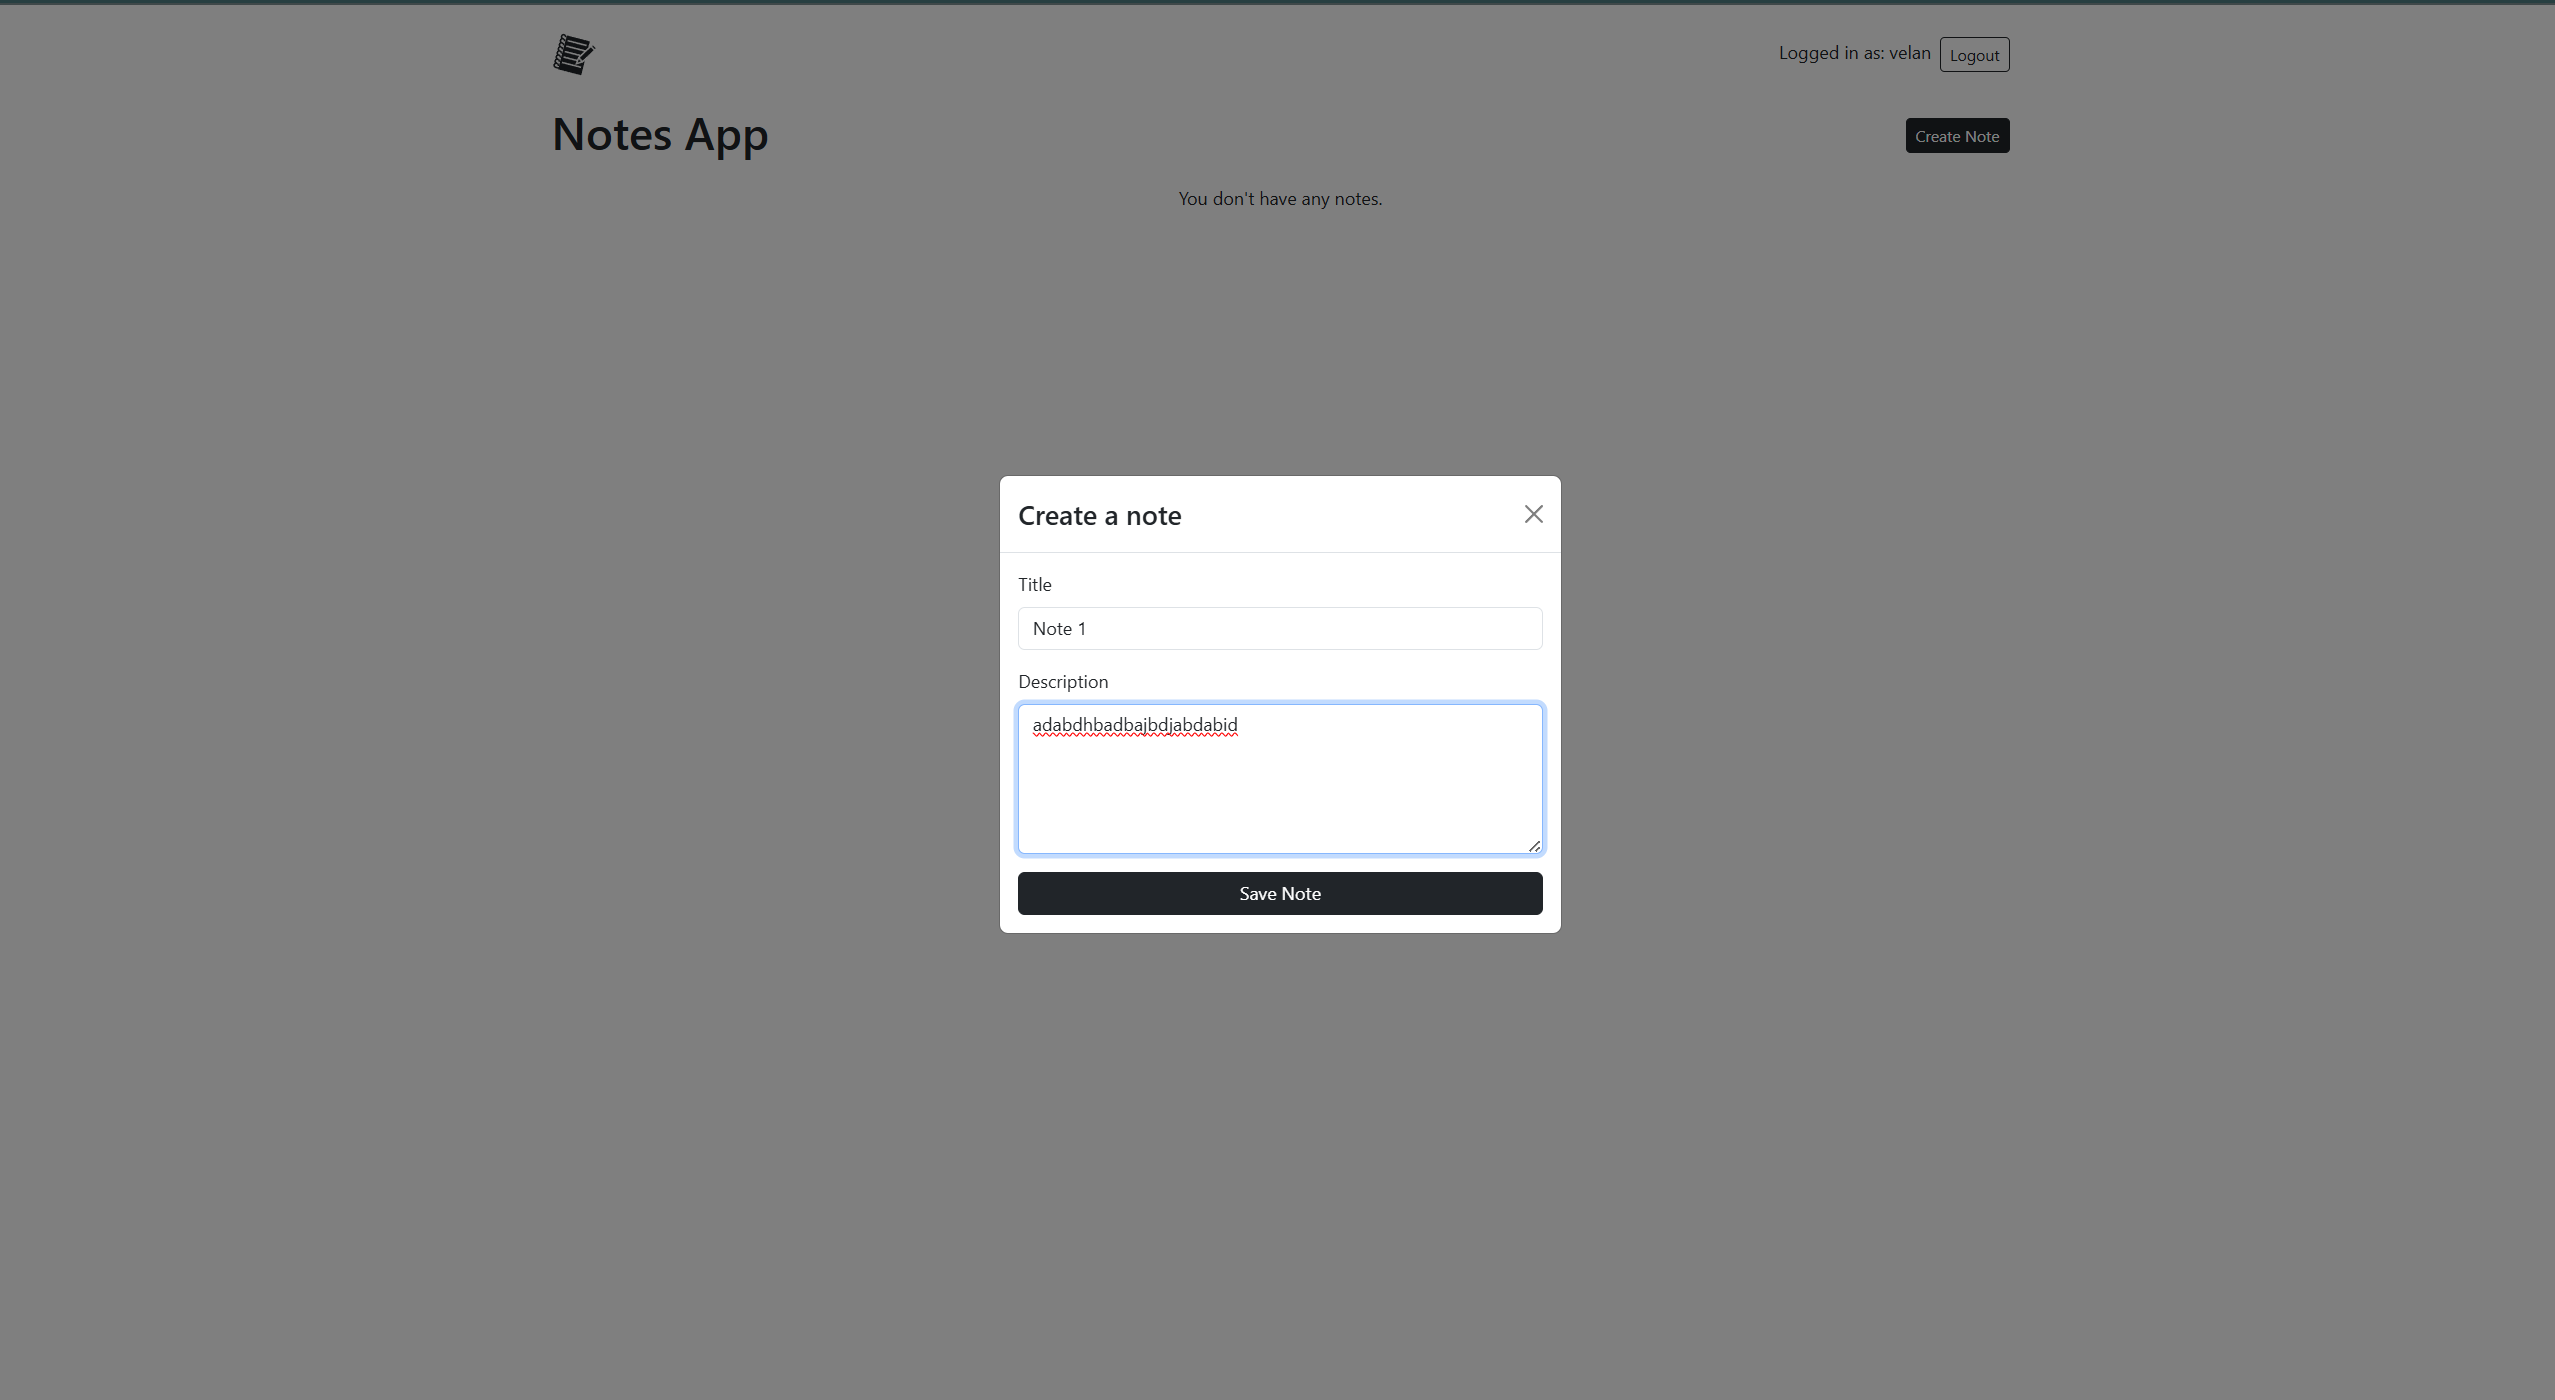 Logged in as: velan Logout
Notes App
Create Note
You don't have any notes.
Create a note
Title
Note 1
Description
adabdhbadbajbdjabdabid
Save Note